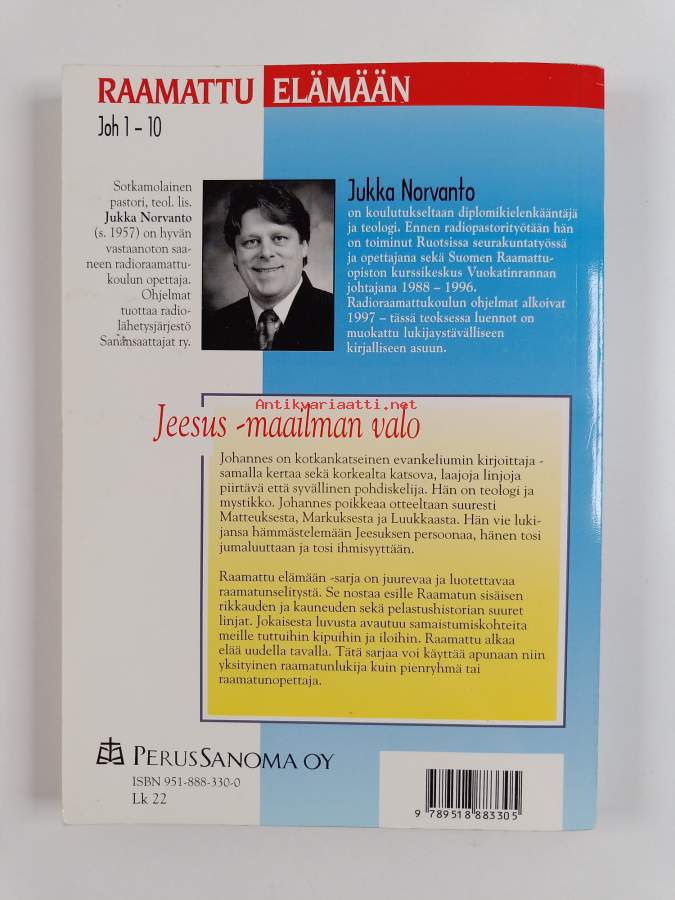 RAAMATTU ELÄMÄÄN
Joh 1 – 10
Sotkamolainen
pastori, teol. lis.
Jukka Norvanto
(s. 1957) on hyvän
vastaanoton saa-
neen radioraamattu-
koulun opettaja.
Ohjelmat
tuottaa radio-
lähetysjärjestö
Sanansaattajat ry.
Jukka Norvanto
on koulutukseltaan diplomikielenkääntäjä
ja teologi. Ennen radiopastorityötään hän
on toiminut Ruotsissa seurakuntatyössä
ja opettajana sekä Suomen Raamattu-
opiston kurssikeskus Vuokatinrannan
johtajana 1988 – 1996.
Radioraamattukoulun ohjelmat alkoivat
1997 – tässä teoksessa luennot on
muokattu lukijaystävälliseen
kirjalliseen asuun.
Antikvariaatti.net
Jeesus -maailman valo
Johannes on kotkankatseinen evankeliumin kirjoittaja -
samalla kertaa sekä korkealta katsova, laajoja linjoja
piirtävä että syvällinen pohdiskelija. Hän on teologi ja
mystikko. Johannes poikkeaa otteeltaan suuresti
Matteuksesta, Markuksesta ja Luukkaasta. Hän vie luki-
jansa hämmästelemään Jeesuksen persoonaa, hänen tosi
jumaluuttaan ja tosi ihmisyyttään.
Raamattu elämään -sarja on juurevaa ja luotettavaa
raamatunselitystä. Se nostaa esille Raamatun sisäisen
rikkauden ja kauneuden sekä pelastushistorian suuret
linjat. Jokaisesta luvusta avautuu samaistumiskohteita
meille tuttuihin kipuihin ja iloihin. Raamattu alkaa
elää uudella tavalla. Tätä sarjaa voi käyttää apunaan niin
yksityinen raamatunlukija kuin pienryhmä tai
raamatunopettaja.
PERUSSANOMA OY
ISBN 951-888-330-0
Lk 22
9 789518 883305